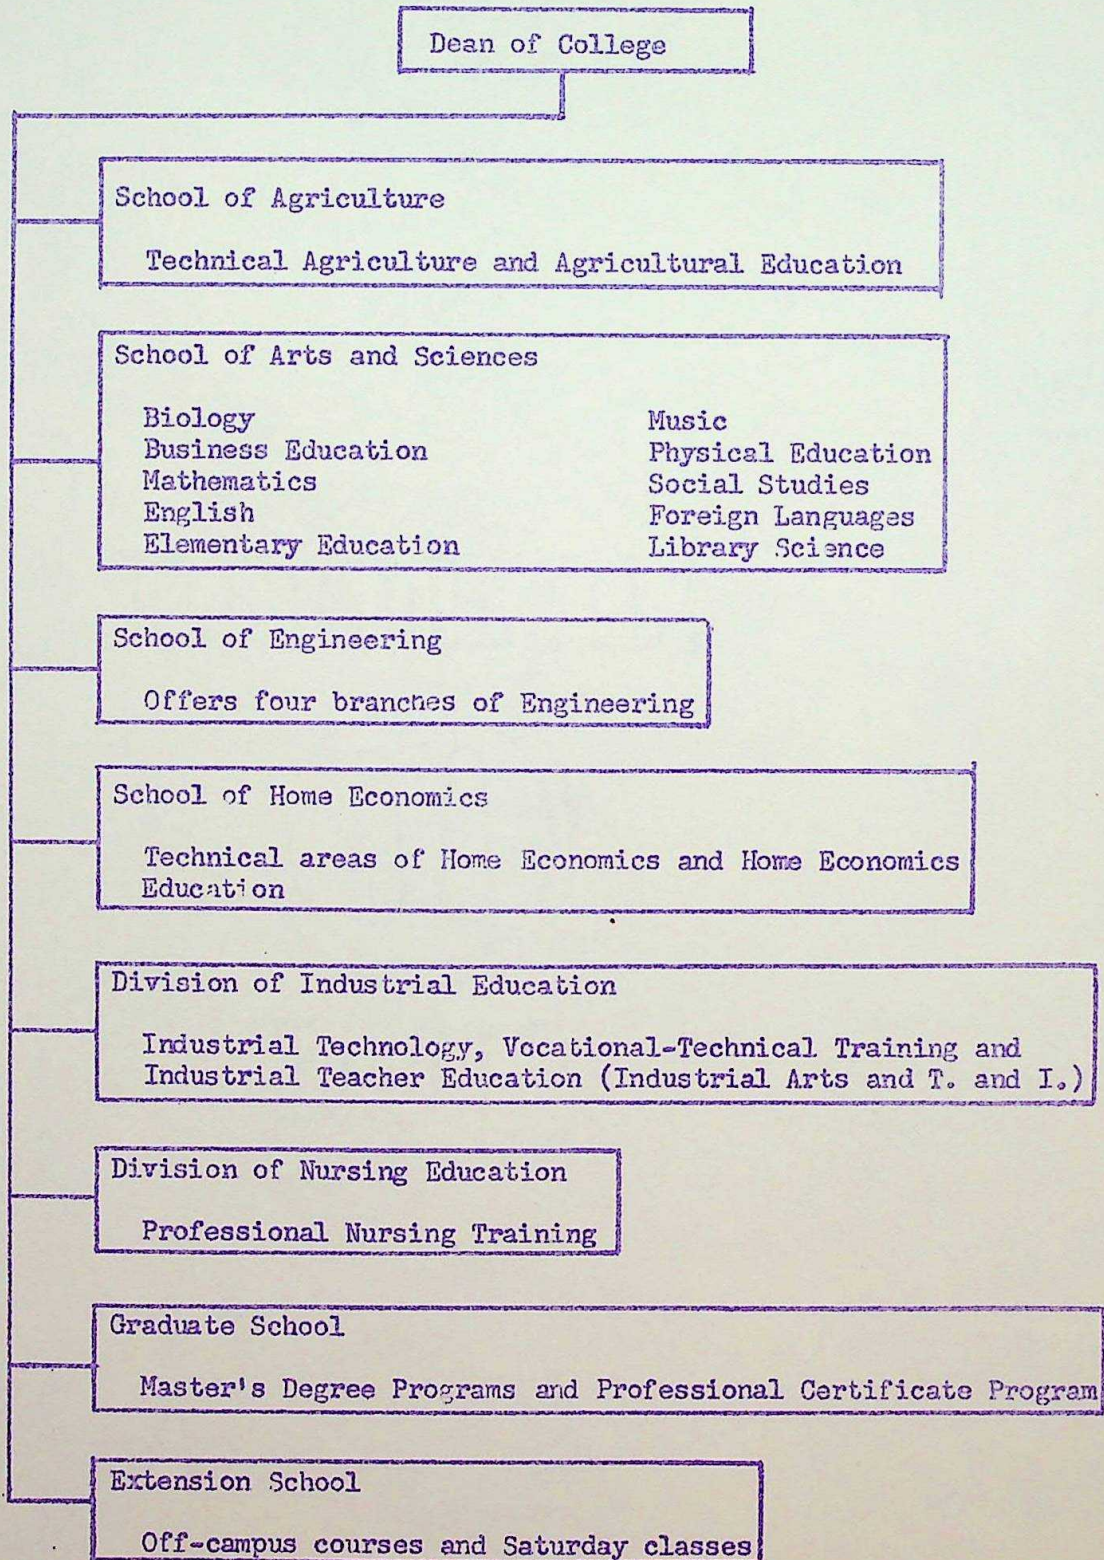 Dean of College
School of Agriculture
Technical Agriculture and Agricultural Education
School of Arts and Sciences
Biology
Business Education
Mathematics
English
Elementary Education
Music
Physical Education
Social Studies
Foreign Languages
Library Science
School of Engineering
Offers four branches of Engineering
School of Home Economics
Technical areas of Home Economics and Home Economics
Education
Division of Industrial Education
Industrial Technology, Vocational-Technical Training and
Industrial Teacher Education (Industrial Arts and T. and I.)
Division of Nursing Education
Professional Nursing Training
Graduate School
Master's Degree Programs and Professional Certificate Program
Extension School
Off-campus courses and Saturday classes